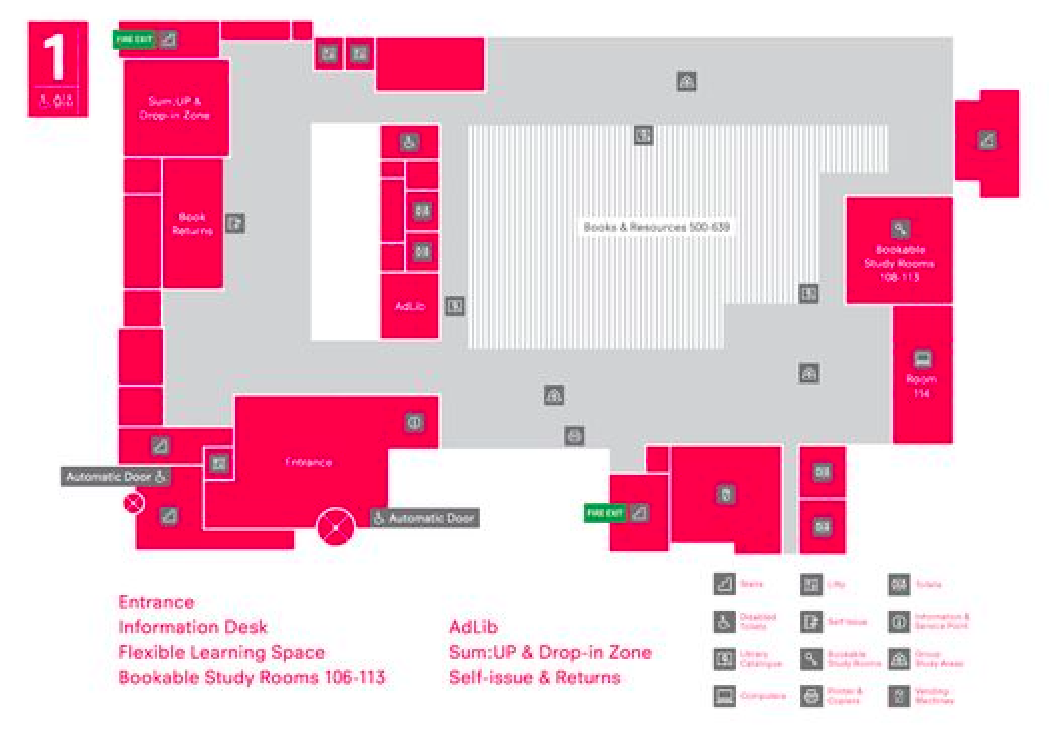 1
FIRE EXIT
Sum:UP &
Drop-in Zone
Book
Returns
Books & Resources 500-639
Bookable
Study Rooms
108-113
AdLib
Room
114
Entrance
Automatic Door
Automatic Door
FIRE EXIT
Entrance
Information Desk
Flexible Learning Space
Bookable Study Rooms 106-113
AdLib
Sum:UP & Drop-in Zone
Self-issue & Returns
Stairs
Lifts
Toilets
Disabled
Toilets
Self-issue
Information &
Service Point
Library
Catalogue
Bookable
Study Rooms
Group
Study Areas
Computers
Printer &
Copiers
Vending
Machines